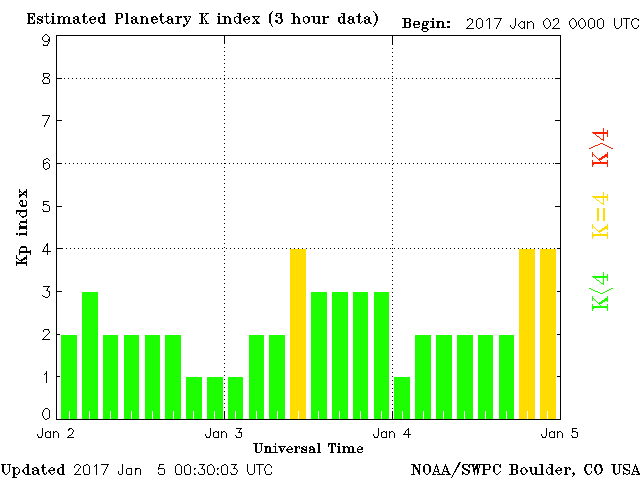 Estimated Planetary K index (3 hour data) Begin: 2017 Jan 02 0000 UTC
9
8
7
6
5
4
3
2
1
0
Kp index
K>4
K=4
K<4
Jan 2 Jan 3 Jan 4 Jan 5
Universal Time
Updated 2017 Jan 5 00:30:03 UTC NOAA/SWPC Boulder, CO USA